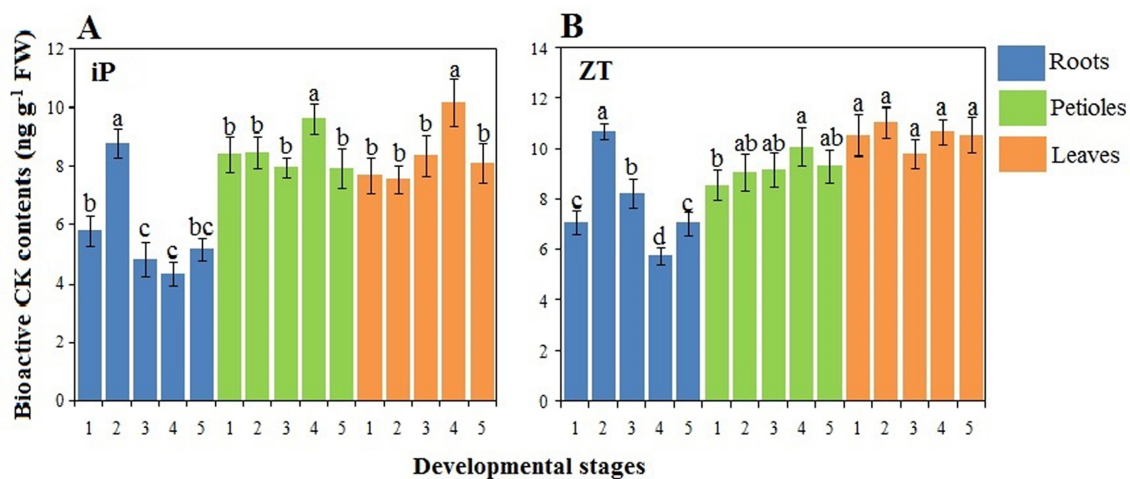 A
B
iP
ZT
Bioactive CK contents (ng g⁻¹ FW)
12
10
8
6
4
2
0
b a c c bc b b b a b b b b a b
1 2 3 4 5 1 2 3 4 5 1 2 3 4 5
14
12
10
8
6
4
2
0
c a b d c b ab ab a ab a a a a a
1 2 3 4 5 1 2 3 4 5 1 2 3 4 5
Developmental stages
Roots
Petioles
Leaves